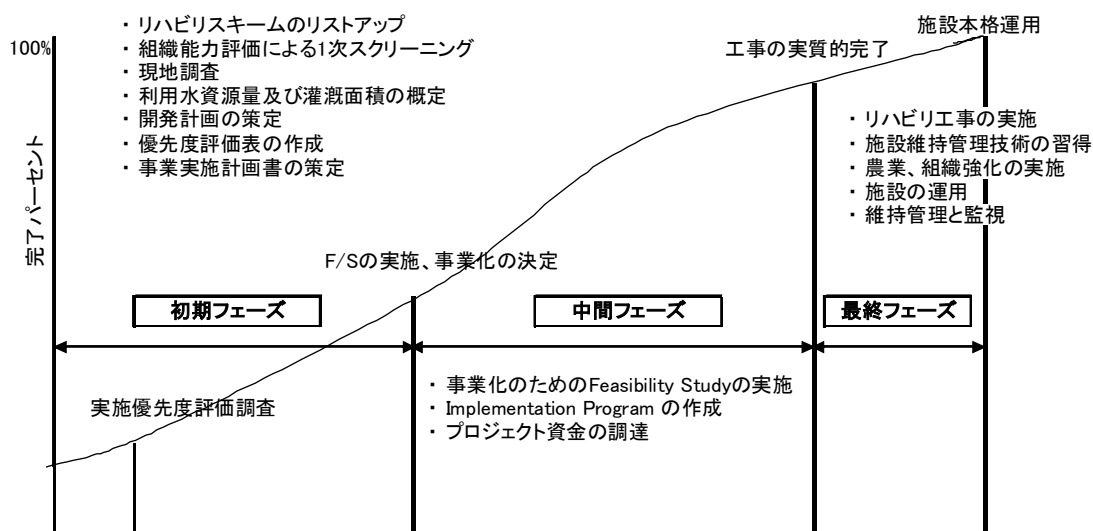 ・ リハビリスキームのリストアップ
・ 組織能力評価による1次スクリーニング
・ 現地調査
・ 利用水資源量及び灌漑面積の概定
・ 開発計画の策定
・ 優先度評価表の作成
・ 事業実施計画書の策定
100%
完了パーセント
施設本格運用
工事の実質的完了
・ リハビリ工事の実施
・ 施設維持管理技術の習得
・ 農業、組織強化の実施
・ 施設の運用
・ 維持管理と監視
F/Sの実施、事業化の決定
初期フェーズ
中間フェーズ
最終フェーズ
実施優先度評価調査
・ 事業化のためのFeasibility Studyの実施
・ Implementation Program の作成
・ プロジェクト資金の調達